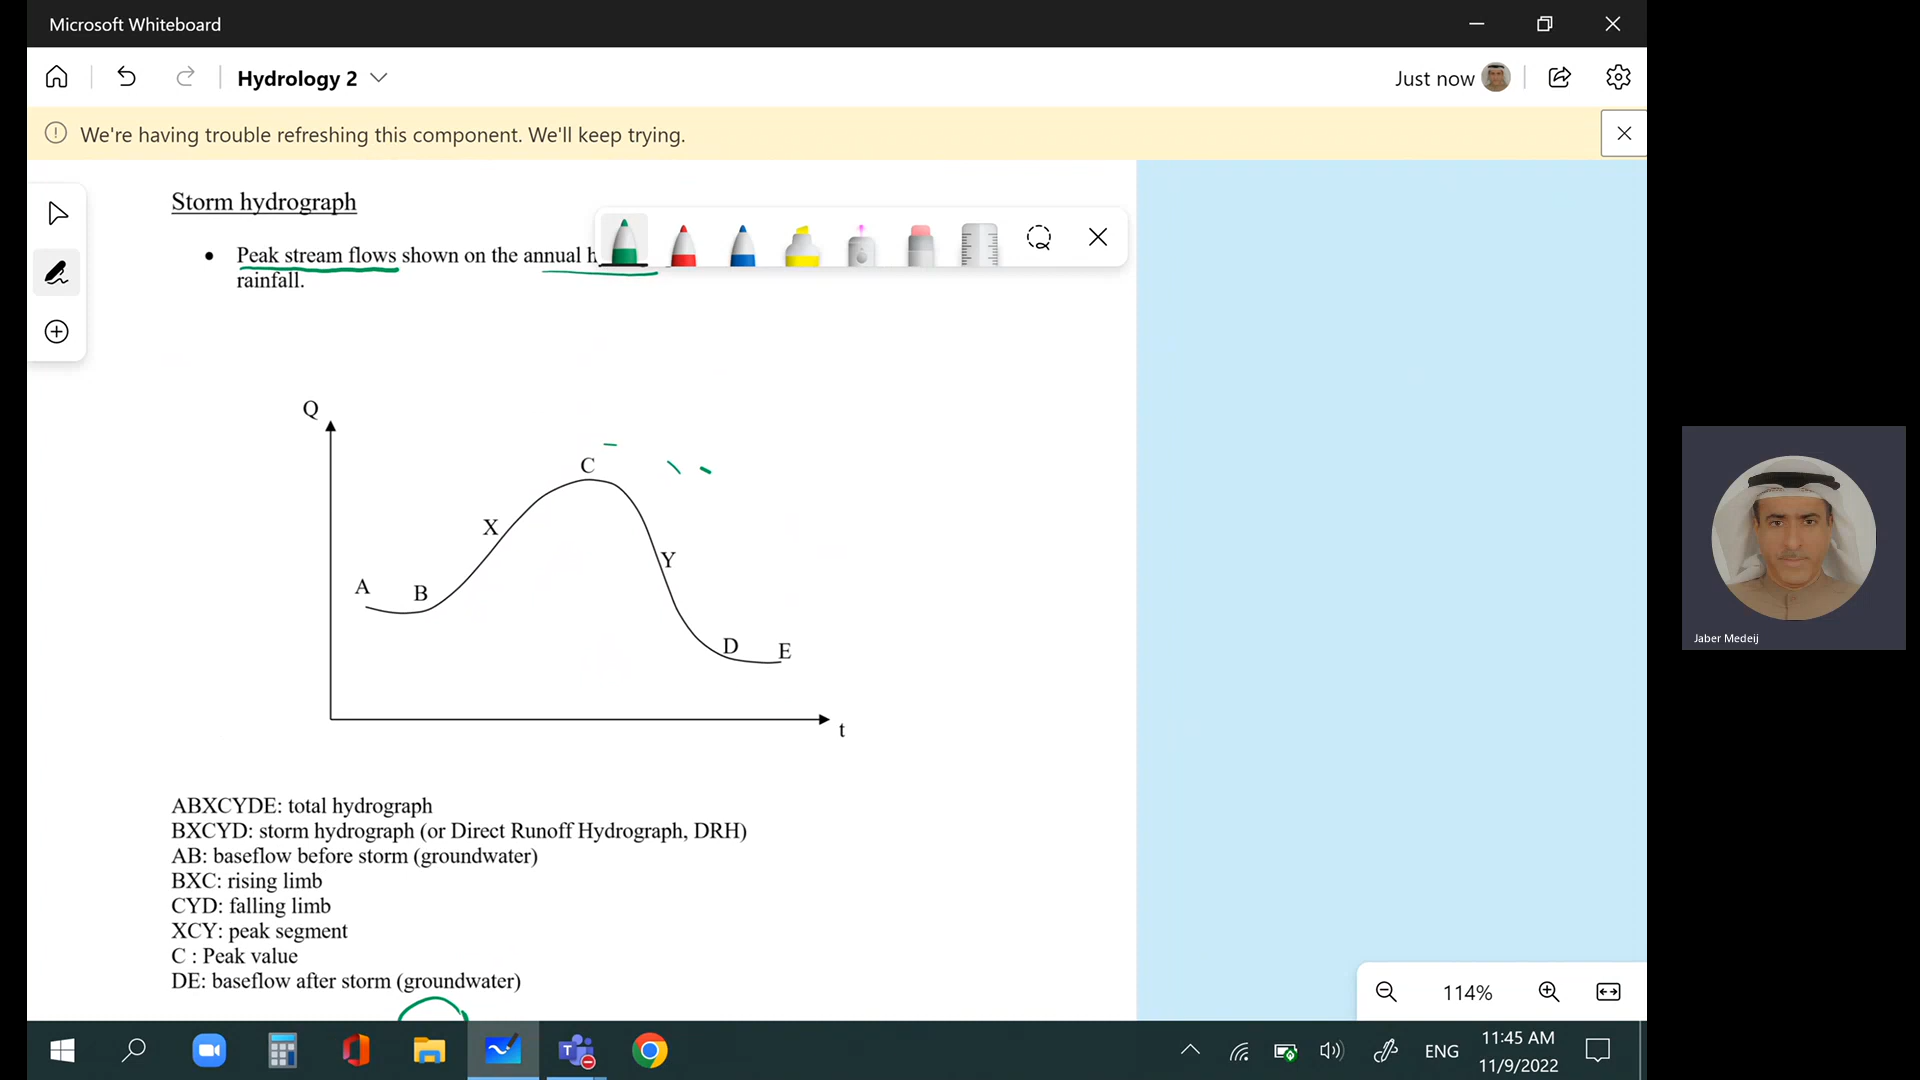 Microsoft Whiteboard
Hydrology 2
Just now
We're having trouble refreshing this component. We'll keep trying.
Storm hydrograph
Peak stream flows shown on the annual
rainfall.
Q
C
X
Y
A
B
D
E
t
ABXCYDE: total hydrograph
BXCYD: storm hydrograph (or Direct Runoff Hydrograph, DRH)
AB: baseflow before storm (groundwater)
BXC: rising limb
CYD: falling limb
XCY: peak segment
C : Peak value
DE: baseflow after storm (groundwater)
Jaber Medeij
114%
ENG
11:45 AM
11/9/2022